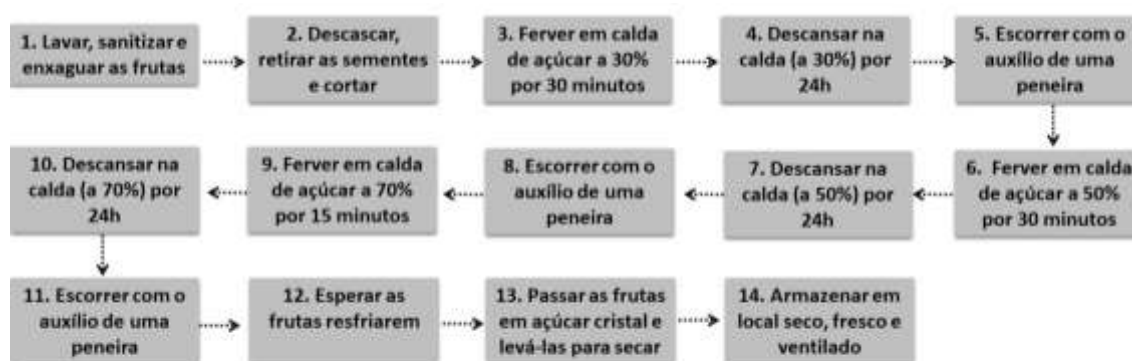 1. Lavar, sanitizar e
enxaguar as frutas
2. Descascar,
retirar as sementes
e cortar
3. Ferver em calda
de açúcar a 30%
por 30 minutos
4. Descansar na
calda (a 30%) por
24h
5. Escorrer com o
auxílio de uma
peneira
6. Ferver em calda
de açúcar a 50%
por 30 minutos
7. Descansar na
calda (a 50%) por
24h
8. Escorrer com o
auxílio de uma
peneira
9. Ferver em calda
de açúcar a 70%
por 15 minutos
10. Descansar na
calda (a 70%) por
24h
11. Escorrer com o
auxílio de uma
peneira
12. Esperar as
frutas resfriarem
13. Passar as frutas
em açúcar cristal e
levá-las para secar
14. Armazenar em
local seco, fresco e
ventilado